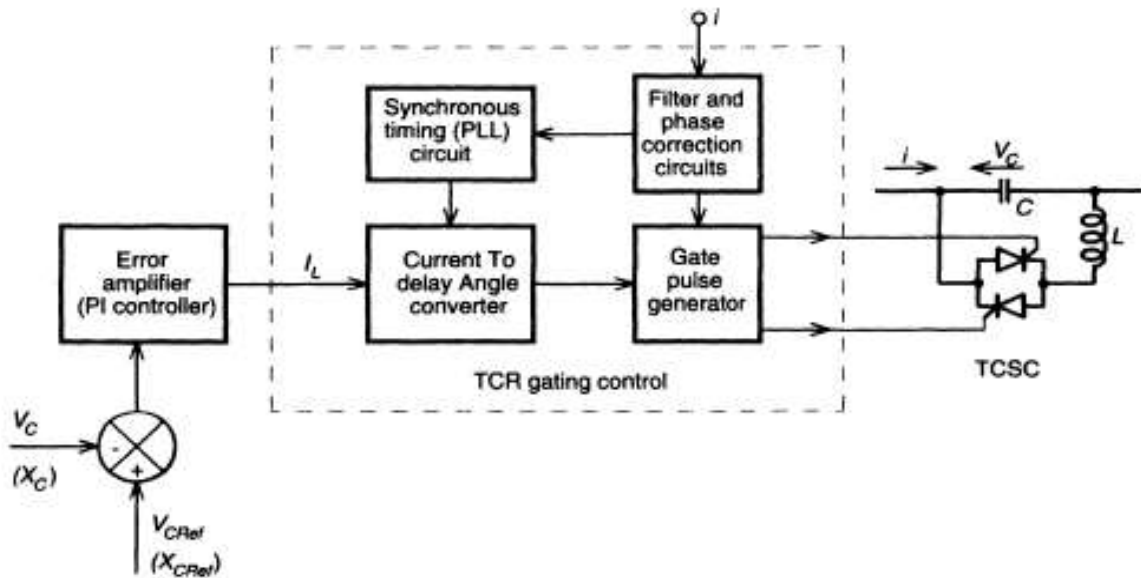 i
Synchronous
timing (PLL)
circuit
Filter and
phase
correction
circuits
i
V_C
C
L
Error
amplifier
(PI controller)
I_L
Current To
delay Angle
converter
Gate
pulse
generator
TCSC
TCR gating control
V_C
(X_C)
-
+
V_CRef
(X_CRef)